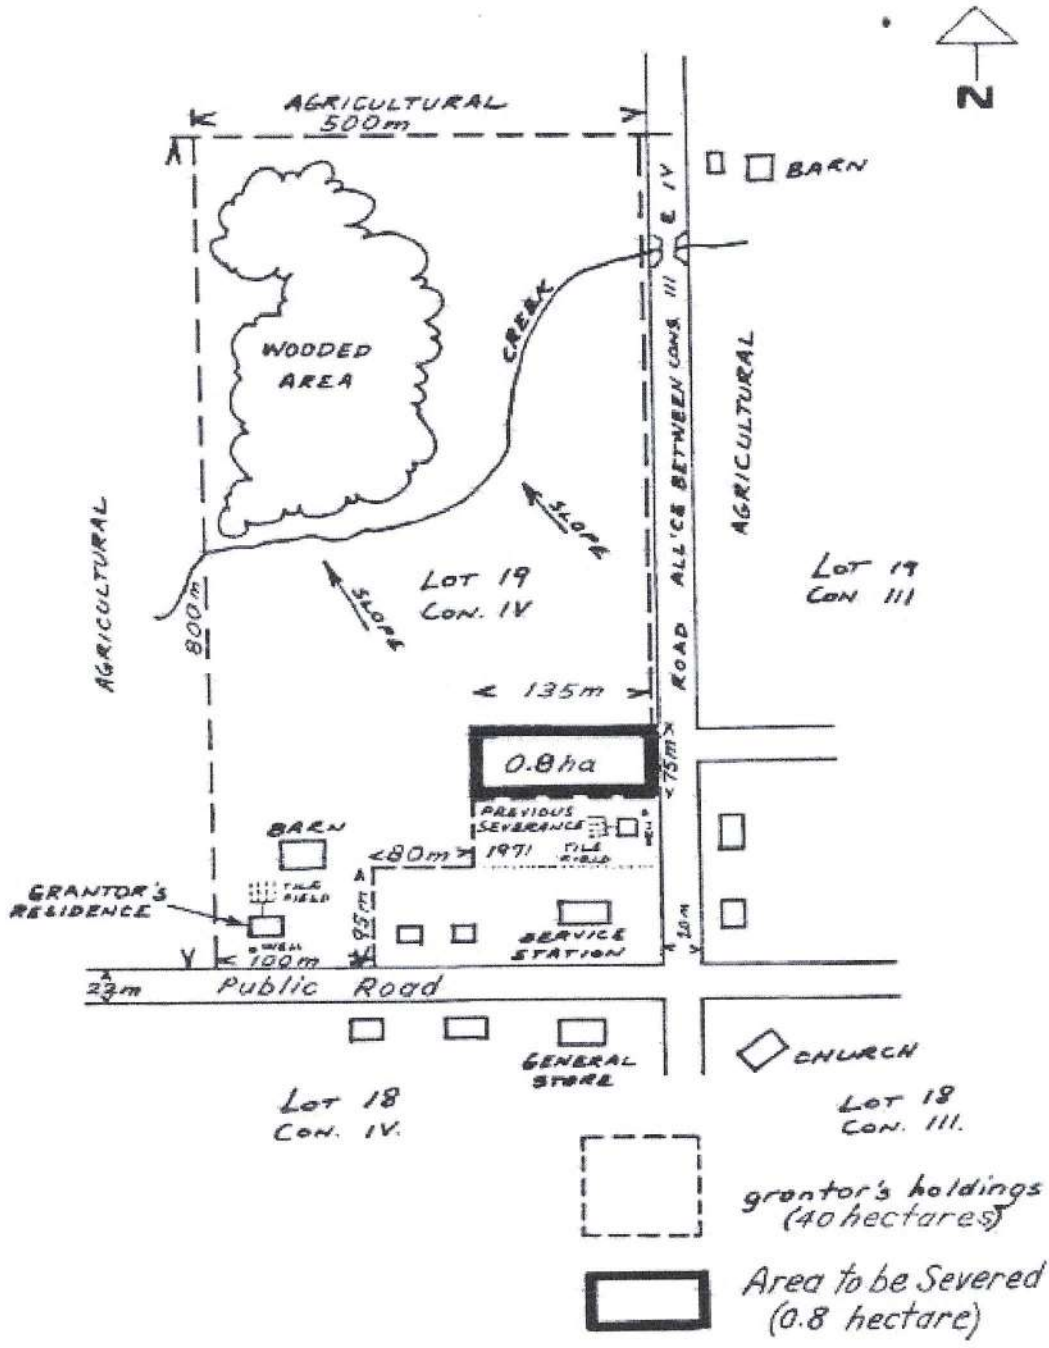 N
AGRICULTURAL
500m
BARN
ROAD ALL'CE BETWEEN CONS III & IV
CREEK
WOODED
AREA
AGRICULTURAL
SLOPE
AGRICULTURAL
LOT 19
CON. IV
LOT 19
CON III
SLOPE
800m
135m
0.8ha
75m
PREVIOUS
SEVERANCE
1971
TILE
FIELD
BARN
80m
GRANTOR'S
RESIDENCE
TILE
FIELD
95m
SERVICE
STATION
20m
WELL
100m
23m
Public Road
GENERAL
STORE
CHURCH
LOT 18
CON. IV.
LOT 18
CON. III.
grantor's holdings
(40 hectares)
Area to be Severed
(0.8 hectare)